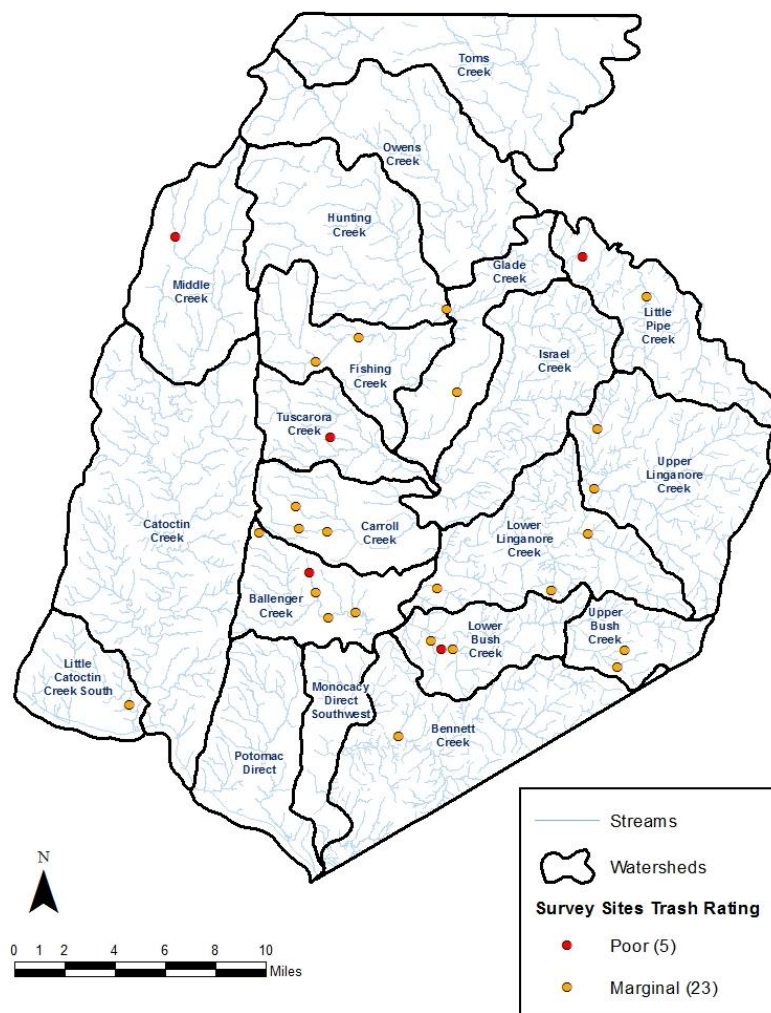 Toms
Creek
Owens
Creek
Hunting
Creek
Glade
Creek
Middle
Creek
Little
Pipe
Creek
Israel
Creek
Fishing
Creek
Tuscarora
Creek
Upper
Linganore
Creek
Catoctin
Creek
Carroll
Creek
Lower
Linganore
Creek
Ballenger
Creek
Lower
Bush
Creek
Upper
Bush
Creek
Little
Catoctin
Creek South
Monocacy
Direct
Southwest
Bennett
Creek
Potomac
Direct
N
0 1 2 4 6 8 10
Miles
Streams
Watersheds
Survey Sites Trash Rating
Poor (5)
Marginal (23)